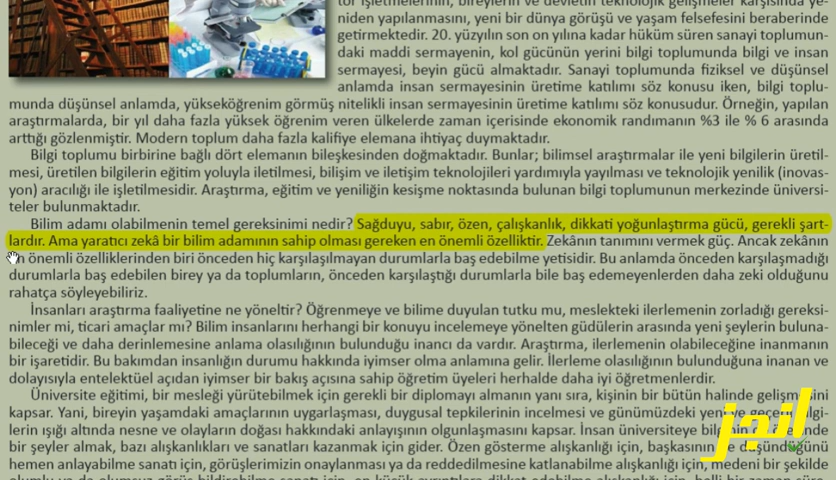 tör işletmelerinin, bireylerin ve devletin teknolojik gelişmeler karşısında ye-
niden yapılanmasını, yeni bir dünya görüşü ve yaşam felsefesini beraberinde
getirmektedir. 20. yüzyılın son on yılına kadar hüküm süren sanayi toplumun-
daki maddi sermayenin, kol gücünün yerini bilgi toplumunda bilgi ve insan
sermayesi, beyin gücü almaktadır. Sanayi toplumunda fiziksel ve düşünsel
anlamda insan sermayesinin üretime katılımı söz konusu iken, bilgi toplu-
munda düşünsel anlamda, yükseköğrenim görmüş nitelikli insan sermayesinin üretime katılımı söz konusudur. Örneğin, yapılan
araştırmalarda, bir yıl daha fazla yüksek öğrenim veren ülkelerde zaman içerisinde ekonomik randımanın %3 ile % 6 arasında
arttığı gözlenmiştir. Modern toplum daha fazla kalifiye elemana ihtiyaç duymaktadır.
Bilgi toplumu birbirine bağlı dört elemanın bileşkesinden doğmaktadır. Bunlar; bilimsel araştırmalar ile yeni bilgilerin üretil-
mesi, üretilen bilgilerin eğitim yoluyla iletilmesi, bilişim ve iletişim teknolojileri yardımıyla yayılması ve teknolojik yenilik (inovas-
yon) aracılığı ile işletilmesidir. Araştırma, eğitim ve yeniliğin kesişme noktasında bulunan bilgi toplumunun merkezinde üniversi-
teler bulunmaktadır.
Bilim adamı olabilmenin temel gereksinimi nedir? Sağduyu, sabır, özen, çalışkanlık, dikkati yoğunlaştırma gücü, gerekli şart-
lardır. Ama yaratıcı zekâ bir bilim adamının sahip olması gereken en önemli özelliktir. Zekânın tanımını vermek güç. Ancak zekânın
önemli özelliklerinden biri önceden hiç karşılaşılmayan durumlarla baş edebilme yetisidir. Bu anlamda önceden karşılaşmadığı
durumlarla baş edebilen birey ya da toplumların, önceden karşılaştığı durumlarla bile baş edemeyenlerden daha zeki olduğunu
rahatça söyleyebiliriz.
İnsanları araştırma faaliyetine ne yöneltir? Öğrenmeye ve bilime duyulan tutku mu, meslekteki ilerlemenin zorladığı gereksi-
nimler mi, ticari amaçlar mı? Bilim insanlarını herhangi bir konuyu incelemeye yönelten güdülerin arasında yeni şeylerin buluna-
bileceği ve daha derinlemesine anlama olasılığının bulunduğu inancı da vardır. Araştırma, ilerlemenin olabileceğine inanmanın
bir işaretidir. Bu bakımdan insanlığın durumu hakkında iyimser olma anlamına gelir. İlerleme olasılığının bulunduğuna inanan ve
dolayısıyla entelektüel açıdan iyimser bir bakış açısına sahip öğretim üyeleri herhalde daha iyi öğretmenlerdir.
Üniversite eğitimi, bir mesleği yürütebilmek için gerekli bir diplomayı almanın yanı sıra, kişinin bir bütün halinde gelişmesini
kapsar. Yani, bireyin yaşamdaki amaçlarının uygarlaşması, duygusal tepkilerinin incelmesi ve günümüzdeki
lerin ışığı altında nesne ve olayların doğası hakkındaki anlayışının olgunlaşmasını kapsar. İnsan üniversiteye
bir şeyler almak, bazı alışkanlıkları ve sanatları kazanmak için gider. Özen gösterme alışkanlığı için, başkasının düşündüğünü
hemen anlayabilme sanatı için, görüşlerimizin onaylanması ya da reddedilmesine katlanabilme alışkanlığı için, medeni bir şekilde
انجز